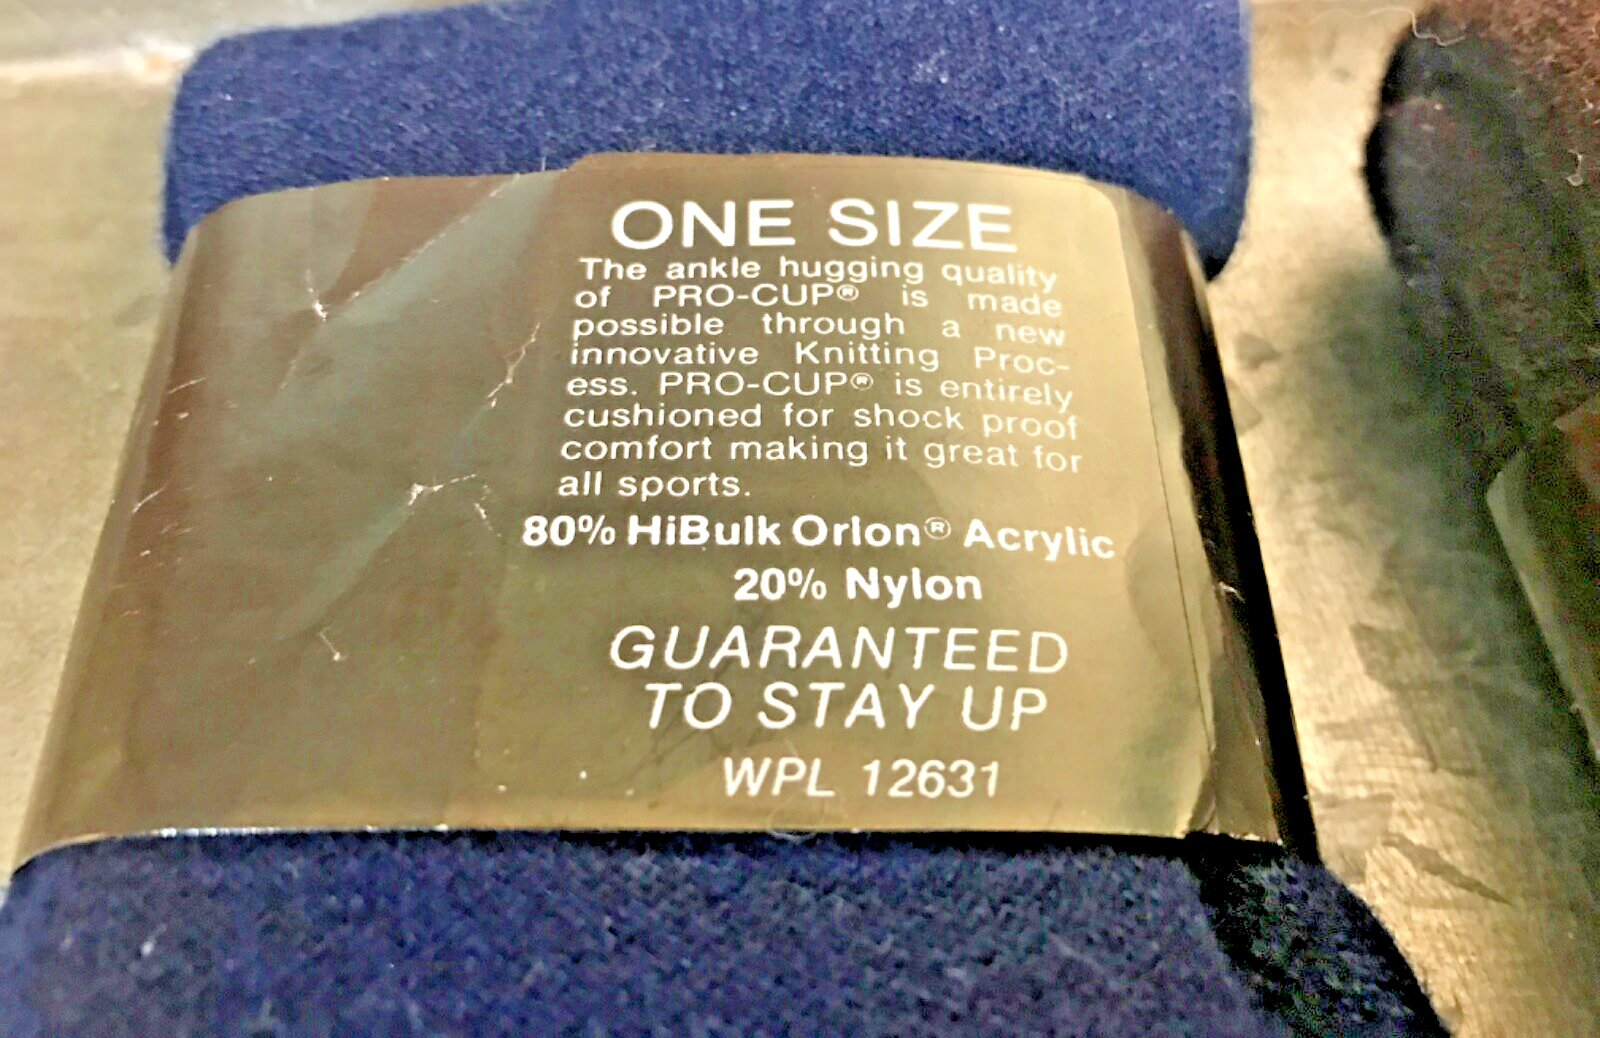 ONE SIZE
The ankle hugging quality
of PRO-CUP® is made
possible through a new
innovative Knitting Proc-
ess. PRO-CUP® is entirely
cushioned for shock proof
comfort making it great for
all sports.
80% HiBulk Orlon® Acrylic
20% Nylon
GUARANTEED
TO STAY UP
WPL 12631